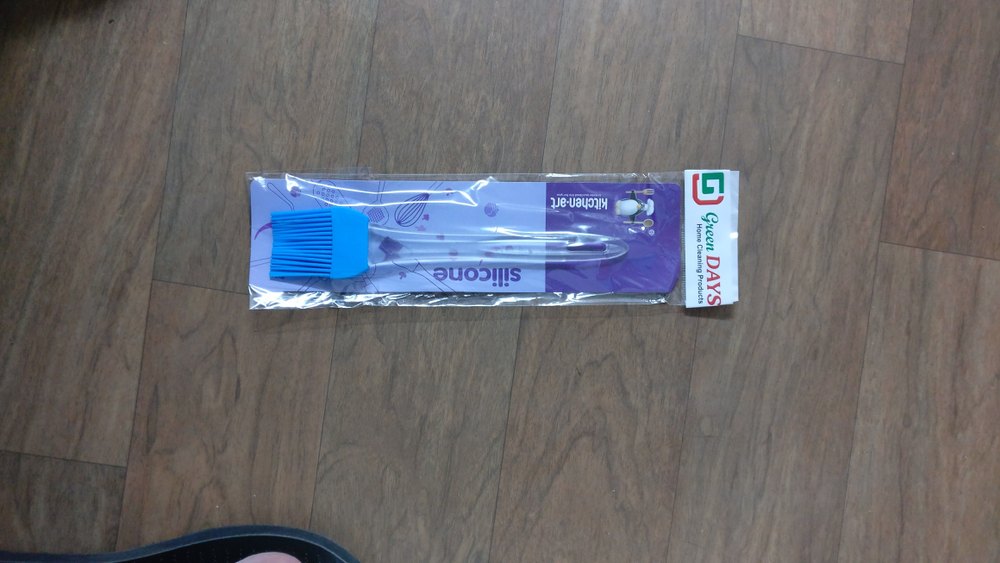 Green DAYS
Home Cleaning Products
kitchen-art
silicone